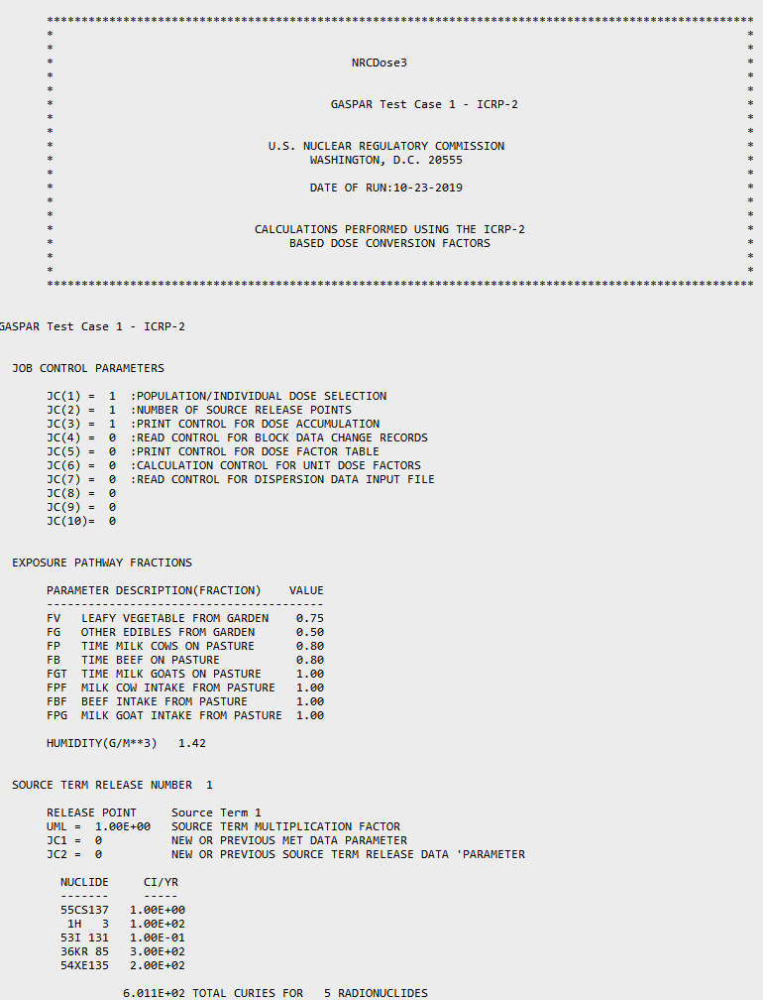 *****************************************************************************************************
* *
* *
* NRCDose3 *
* *
* *
* GASPAR Test Case 1 - ICRP-2 *
* *
* *
* U.S. NUCLEAR REGULATORY COMMISSION *
* WASHINGTON, D.C. 20555 *
* *
* DATE OF RUN:10-23-2019 *
* *
* *
* CALCULATIONS PERFORMED USING THE ICRP-2 *
* BASED DOSE CONVERSION FACTORS *
* *
* *
*****************************************************************************************************
GASPAR Test Case 1 - ICRP-2
JOB CONTROL PARAMETERS
JC(1) = 1 :POPULATION/INDIVIDUAL DOSE SELECTION
JC(2) = 1 :NUMBER OF SOURCE RELEASE POINTS
JC(3) = 1 :PRINT CONTROL FOR DOSE ACCUMULATION
JC(4) = 0 :READ CONTROL FOR BLOCK DATA CHANGE RECORDS
JC(5) = 0 :PRINT CONTROL FOR DOSE FACTOR TABLE
JC(6) = 0 :CALCULATION CONTROL FOR UNIT DOSE FACTORS
JC(7) = 0 :READ CONTROL FOR DISPERSION DATA INPUT FILE
JC(8) = 0
JC(9) = 0
JC(10)= 0
EXPOSURE PATHWAY FRACTIONS
PARAMETER DESCRIPTION(FRACTION) VALUE
----------------------------------------
FV LEAFY VEGETABLE FROM GARDEN 0.75
FG OTHER EDIBLES FROM GARDEN 0.50
FP TIME MILK COWS ON PASTURE 0.80
FB TIME BEEF ON PASTURE 0.80
FGT TIME MILK GOATS ON PASTURE 1.00
FPF MILK COW INTAKE FROM PASTURE 1.00
FBF BEEF INTAKE FROM PASTURE 1.00
FPG MILK GOAT INTAKE FROM PASTURE 1.00
HUMIDITY(G/M**3) 1.42
SOURCE TERM RELEASE NUMBER 1
RELEASE POINT Source Term 1
UML = 1.00E+00 SOURCE TERM MULTIPLICATION FACTOR
JC1 = 0 NEW OR PREVIOUS MET DATA PARAMETER
JC2 = 0 NEW OR PREVIOUS SOURCE TERM RELEASE DATA 'PARAMETER
NUCLIDE CI/YR
------- -----
55CS137 1.00E+00
1H 3 1.00E+02
53I 131 1.00E-01
36KR 85 3.00E+02
54XE135 2.00E+02
6.011E+02 TOTAL CURIES FOR 5 RADIONUCLIDES